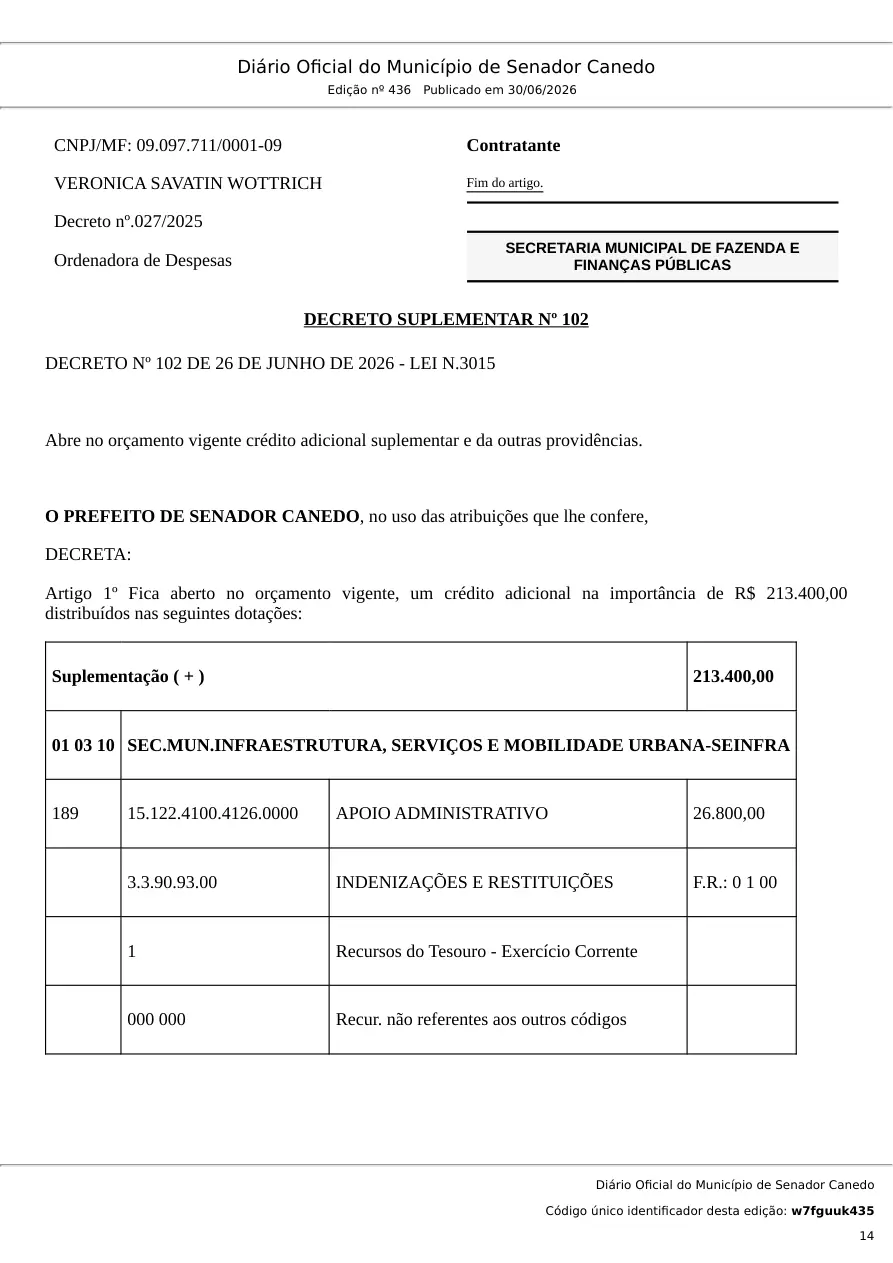 Diário Oficial do Município de Senador Canedo
Edição nº 436 Publicado em 30/06/2026
CNPJ/MF: 09.097.711/0001-09
VERONICA SAVATIN WOTTRICH
Decreto nº.027/2025
Ordenadora de Despesas
Contratante
Fim do artigo.
SECRETARIA MUNICIPAL DE FAZENDA E
FINANÇAS PÚBLICAS
DECRETO SUPLEMENTAR Nº 102
DECRETO Nº 102 DE 26 DE JUNHO DE 2026 - LEI N.3015
Abre no orçamento vigente crédito adicional suplementar e da outras providências.
O PREFEITO DE SENADOR CANEDO, no uso das atribuições que lhe confere,
DECRETA:
Artigo 1º Fica aberto no orçamento vigente, um crédito adicional na importância de R$ 213.400,00
distribuídos nas seguintes dotações:
Suplementação ( + ) 213.400,00
01 03 10 SEC.MUN.INFRAESTRUTURA, SERVIÇOS E MOBILIDADE URBANA-SEINFRA
189 15.122.4100.4126.0000 APOIO ADMINISTRATIVO 26.800,00
3.3.90.93.00 INDENIZAÇÕES E RESTITUIÇÕES F.R.: 0 1 00
1 Recursos do Tesouro - Exercício Corrente
000 000 Recur. não referentes aos outros códigos
Diário Oficial do Município de Senador Canedo
Código único identificador desta edição: w7fguuk435
14